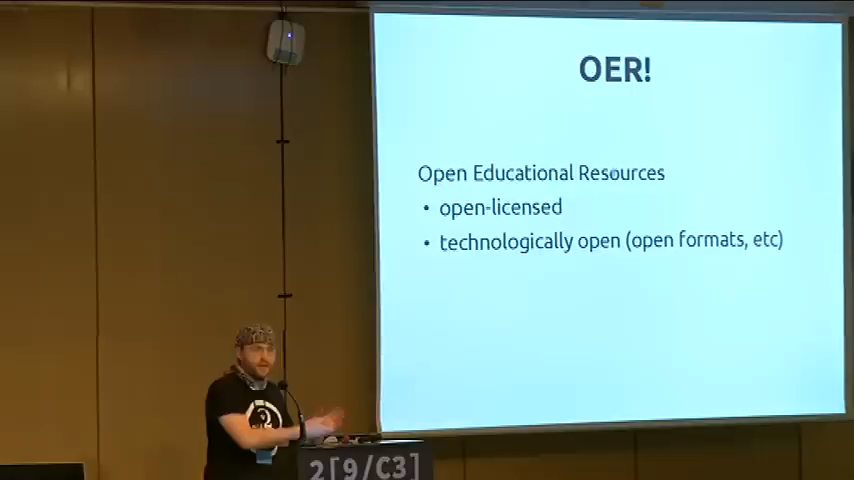 OER!
Open Educational Resources
• open-licensed
• technologically open (open formats, etc)
2[9/C3]